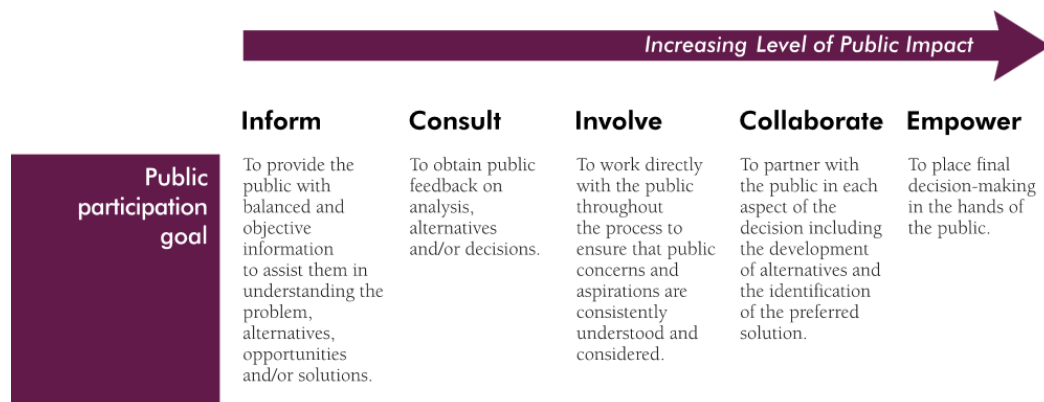 Increasing Level of Public Impact
Inform
Consult
Involve
Collaborate
Empower
Public
participation
goal
To provide the
public with
balanced and
objective
information
to assist them in
understanding the
problem,
alternatives,
opportunities
and/or solutions.
To obtain public
feedback on
analysis,
alternatives
and/or decisions.
To work directly
with the public
throughout
the process to
ensure that public
concerns and
aspirations are
consistently
understood and
considered.
To partner with
the public in each
aspect of the
decision including
the development
of alternatives and
the identification
of the preferred
solution.
To place final
decision-making
in the hands of
the public.